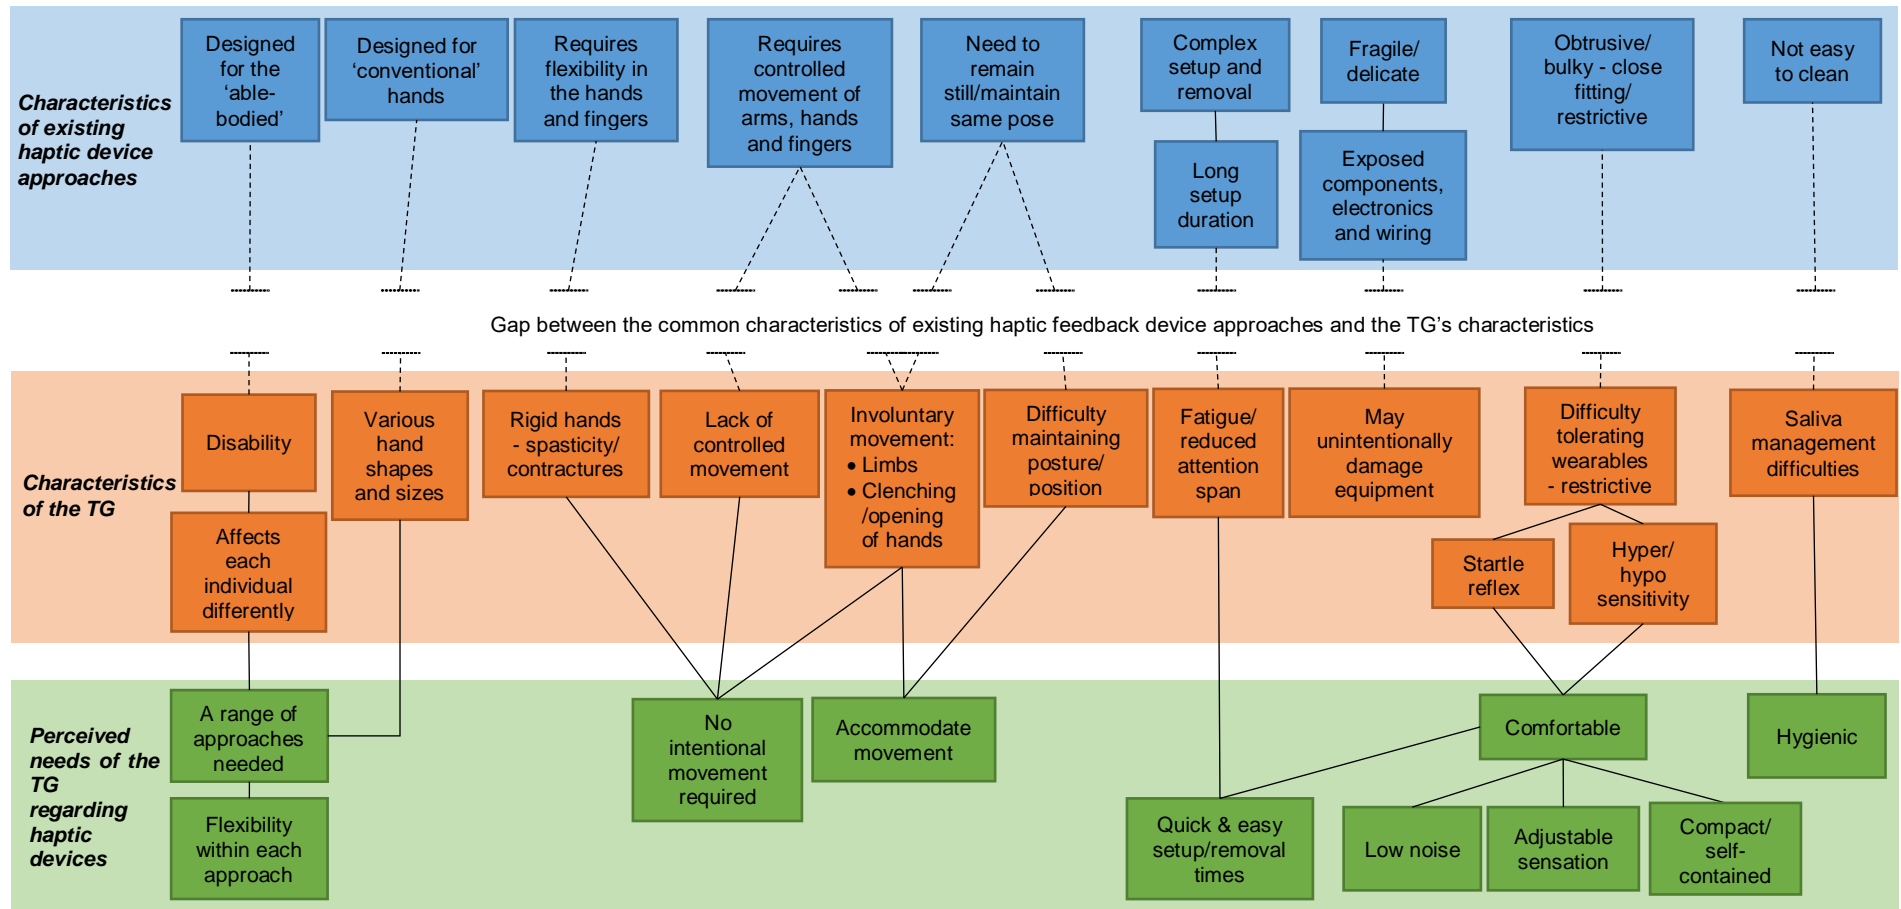 Characteristics
of existing
haptic device
approaches
Designed
for the
‘able-
bodied’
Designed for
‘conventional’
hands
Requires
flexibility in
the hands
and fingers
Requires
controlled
movement of
arms, hands
and fingers
Need to
remain
still/maintain
same pose
Complex
setup and
removal
Long
setup
duration
Fragile/
delicate
Exposed
components,
electronics
and wiring
Obtrusive/
bulky - close
fitting/
restrictive
Not easy
to clean
Gap between the common characteristics of existing haptic feedback device approaches and the TG’s characteristics
Characteristics
of the TG
Disability
Affects
each
individual
differently
Various
hand
shapes
and sizes
Rigid hands
- spasticity/
contractures
Lack of
controlled
movement
Involuntary
movement:
• Limbs
• Clenching
/opening
of hands
Difficulty
maintaining
posture/
position
Fatigue/
reduced
attention
span
May
unintentionally
damage
equipment
Difficulty
tolerating
wearables
- restrictive
Startle
reflex
Hyper/
hypo
sensitivity
Saliva
management
difficulties
Perceived
needs of the
TG
regarding
haptic
devices
A range of
approaches
needed
Flexibility
within each
approach
No
intentional
movement
required
Accommodate
movement
Quick & easy
setup/removal
times
Comfortable
Low noise
Adjustable
sensation
Compact/
self-
contained
Hygienic